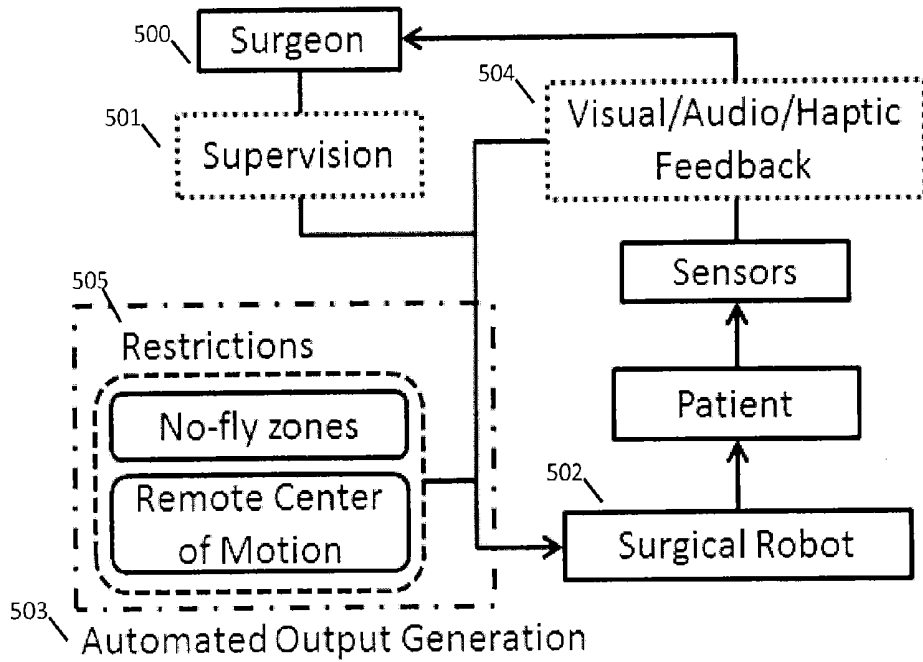 500
Surgeon
504
501
Supervision
Visual/Audio/Haptic
Feedback
Sensors
505
Restrictions
No-fly zones
Remote Center
of Motion
Patient
502
Surgical Robot
503
Automated Output Generation